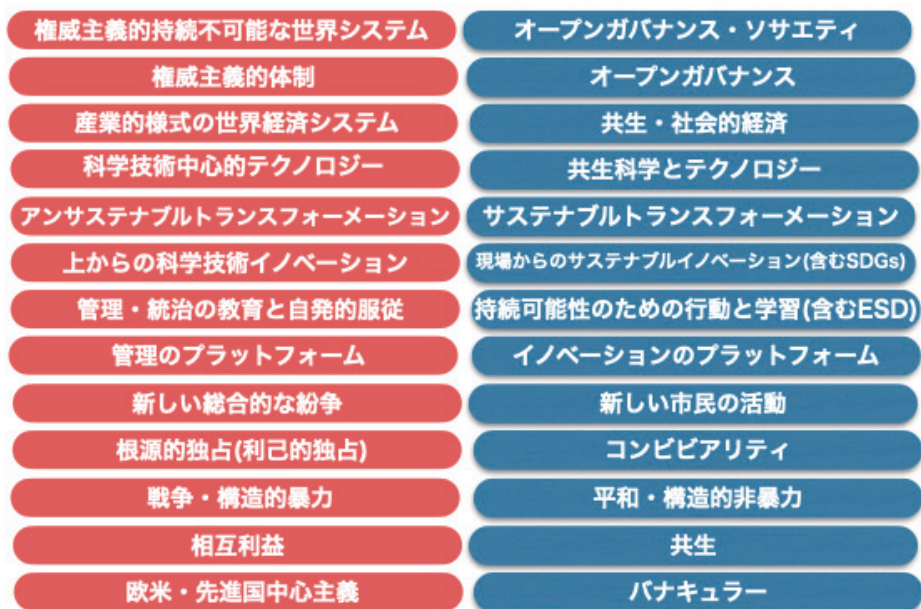 権威主義的持続不可能な世界システム
オープンガバナンス・ソサエティ
権威主義的体制
オープンガバナンス
産業的様式の世界経済システム
共生・社会的経済
科学技術中心的テクノロジー
共生科学とテクノロジー
アンサステナブルトランスフォーメーション
サステナブルトランスフォーメーション
上からの科学技術イノベーション
現場からのサステナブルイノベーション(含むSDGs)
管理・統治の教育と自発的服従
持続可能性のための行動と学習(含むESD)
管理のプラットフォーム
イノベーションのプラットフォーム
新しい総合的な紛争
新しい市民の活動
根源的独占(利己的独占)
コンビビアリティ
戦争・構造的暴力
平和・構造的非暴力
相互利益
共生
欧米・先進国中心主義
バナキュラー